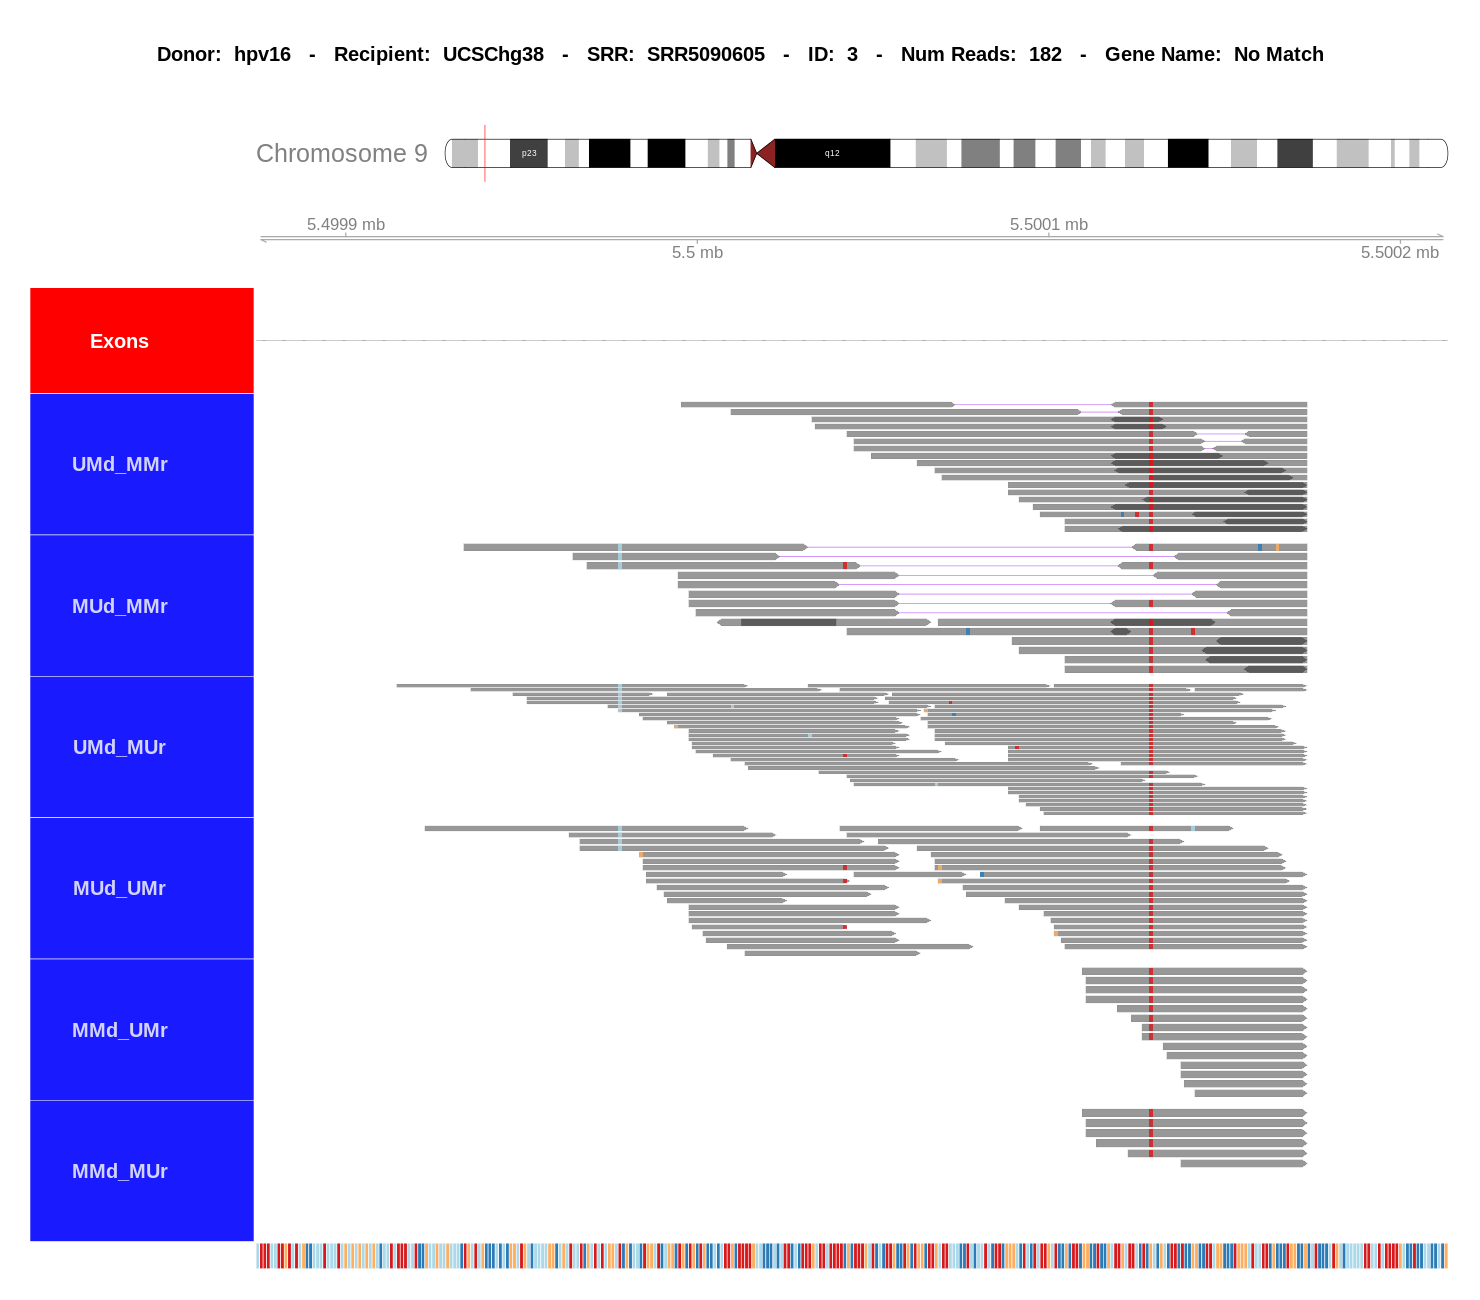 Donor: hpv16 - Recipient: UCSChg38 - SRR: SRR5090605 - ID: 3 - Num Reads: 182 - Gene Name: No Match
Chromosome 9
p23
q12
5.4999 mb
5.5001 mb
5.5 mb
5.5002 mb
Exons
UMd_MMr
MUd_MMr
UMd_MUr
MUd_UMr
MMd_UMr
MMd_MUr